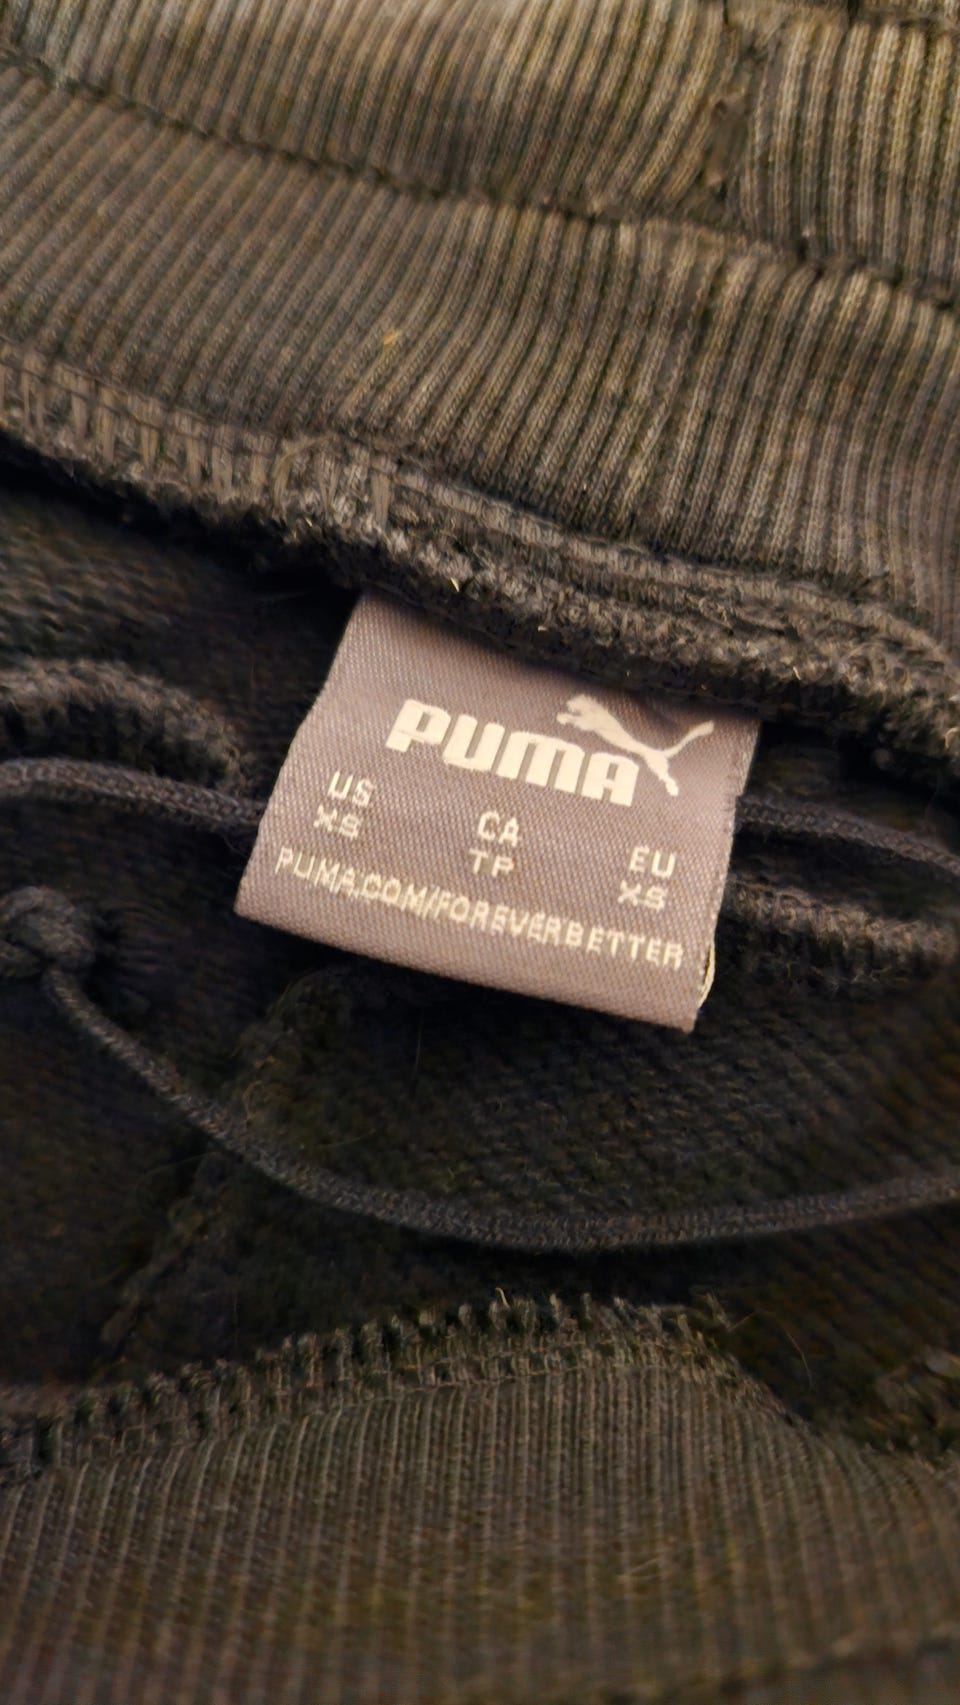 PUMA
US CA EU
XS TP XS
PUMA.COM/FOREVERBETTER